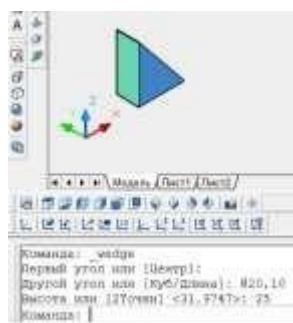 A
Z
X
Модель Лист1 Лист2
Команда: _wedge
Первый угол или [Центр]:
Другой угол или [Куб/Длина]: @20,10
Высота или [2Точки] <31.9747>: 25
Команда: